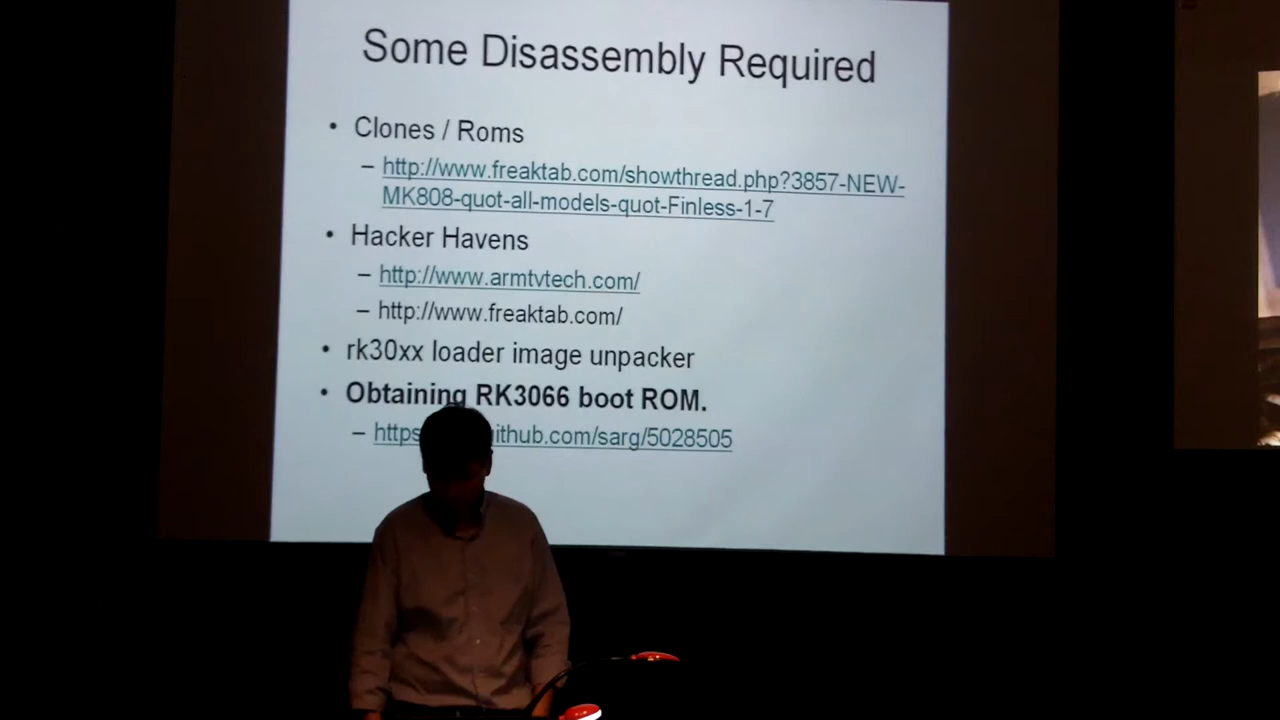 Some Disassembly Required
• Clones / Roms
– http://www.freaktab.com/showthread.php?3857-NEW-
MK808-quot-all-models-quot-Finless-1-7
• Hacker Havens
– http://www.armtvtech.com/
– http://www.freaktab.com/
• rk30xx loader image unpacker
• Obtaining RK3066 boot ROM.
– https ithub.com/sarg/5028505